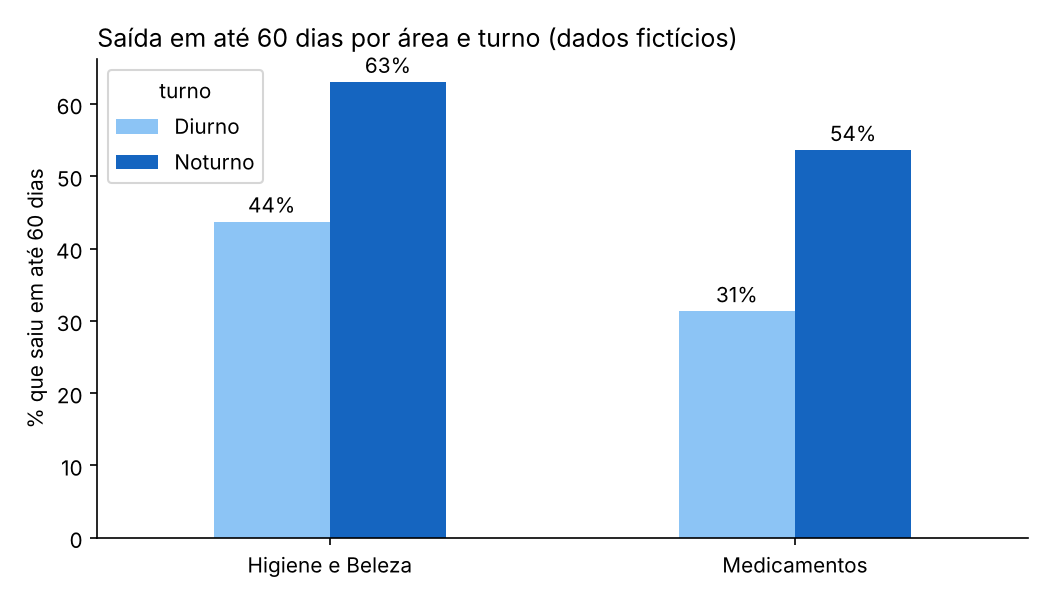 Saída em até 60 dias por área e turno (dados fictícios)
turno
Diurno
Noturno
% que saiu em até 60 dias
60
50
40
30
20
10
0
44%
63%
31%
54%
Higiene e Beleza
Medicamentos